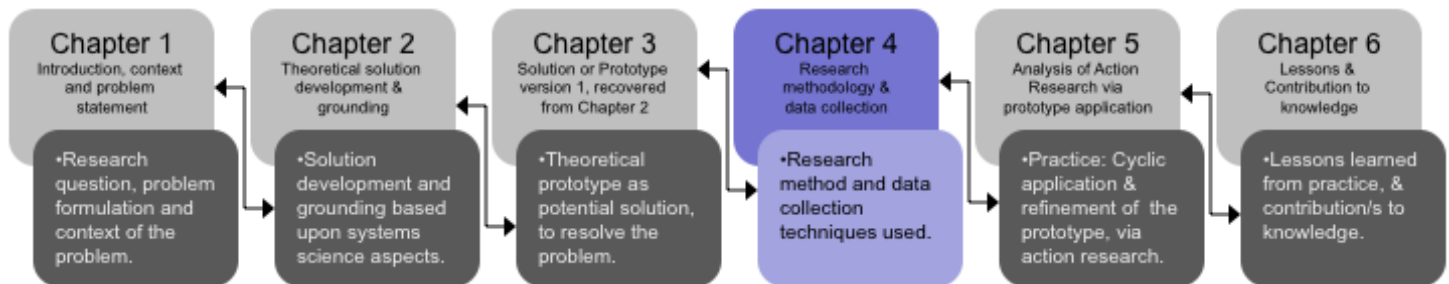 Chapter 1
Introduction, context
and problem
statement
•Research
question, problem
formulation and
context of the
problem.
Chapter 2
Theoretical solution
development &
grounding
•Solution
development and
grounding based
upon systems
science aspects.
Chapter 3
Solution or Prototype
version 1, recovered
from Chapter 2
•Theoretical
prototype as
potential solution,
to resolve the
problem.
Chapter 4
Research
methodology &
data collection
•Research
method and data
collection
techniques used.
Chapter 5
Analysis of Action
Research via
prototype application
•Practice: Cyclic
application &
refinement of the
prototype, via
action research.
Chapter 6
Lessons &
Contribution to
knowledge
•Lessons learned
from practice, &
contribution/s to
knowledge.